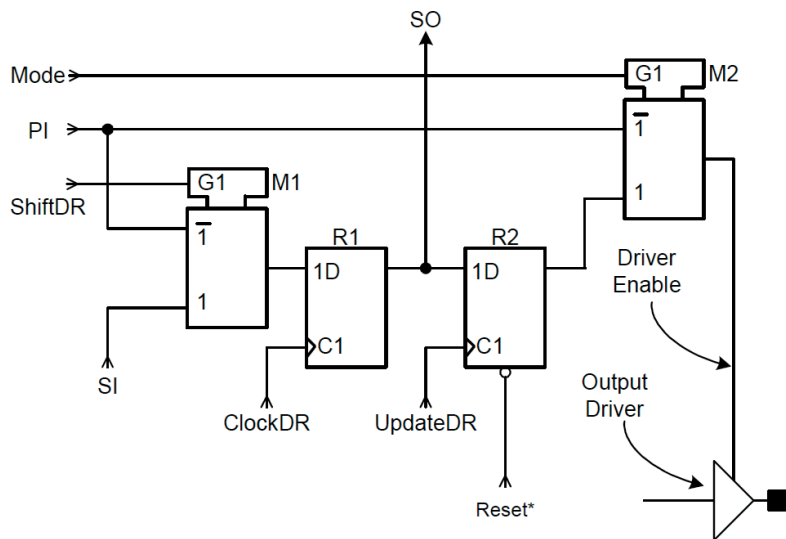 SO
Mode
G1
M2
PI
1
G1
M1
ShiftDR
1
1
R1
R2
1D
1D
1
Driver
Enable
C1
C1
SI
Output
Driver
ClockDR
UpdateDR
Reset*